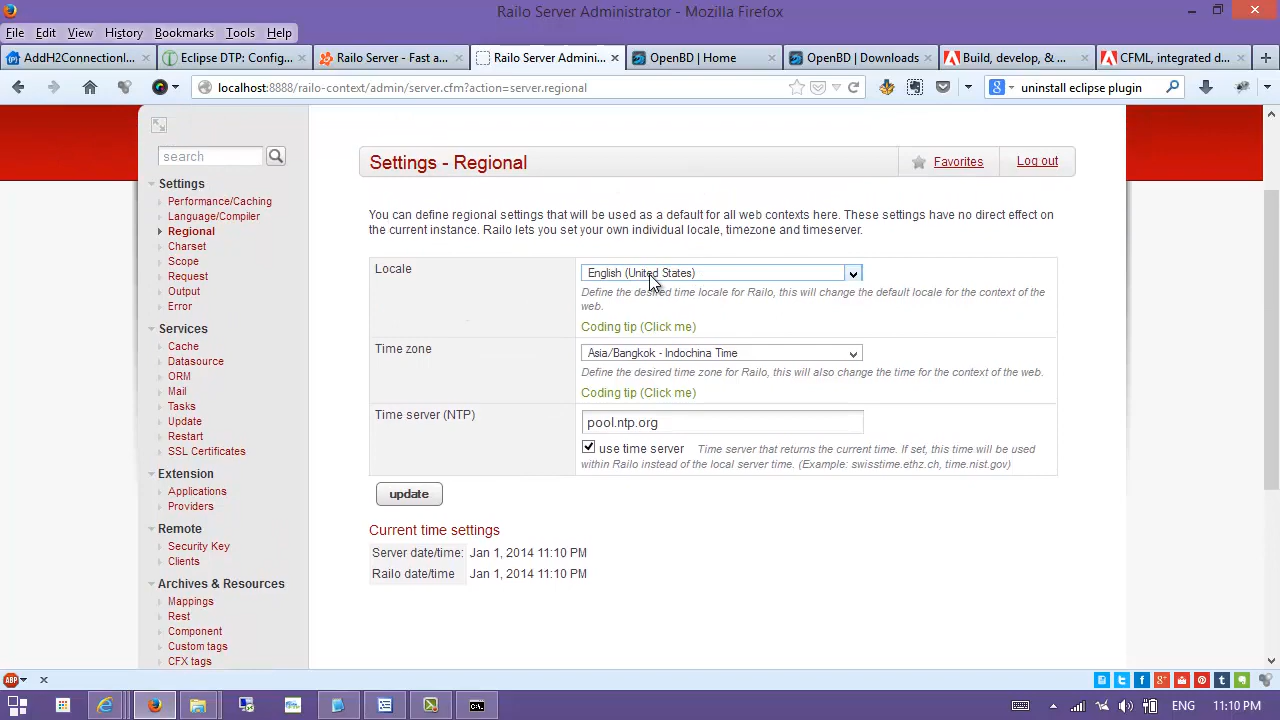 Railo Server Administrator - Mozilla Firefox
File Edit View History Bookmarks Tools Help
AddH2ConnectionI...
Eclipse DTP: Config...
Railo Server - Fast a...
Railo Server Admini...
OpenBD | Home
OpenBD | Downloads
Build, develop, & ...
CFML, integrated d...
localhost:8888/railo-context/admin/server.cfm?action=server.regional
uninstall eclipse plugin
search
Settings
Performance/Caching
Language/Compiler
Regional
Charset
Scope
Request
Output
Error
Services
Cache
Datasource
ORM
Mail
Tasks
Update
Restart
SSL Certificates
Extension
Applications
Providers
Remote
Security Key
Clients
Archives & Resources
Mappings
Rest
Component
Custom tags
CFX tags
Settings - Regional
Favorites
Log out
You can define regional settings that will be used as a default for all web contexts here. These settings have no direct effect on
the current instance. Railo lets you set your own individual locale, timezone and timeserver.
Locale
English (United States)
Define the desired time locale for Railo, this will change the default locale for the context of the
web.
Coding tip (Click me)
Time zone
Asia/Bangkok - Indochina Time
Define the desired time zone for Railo, this will also change the time for the context of the web.
Coding tip (Click me)
Time server (NTP)
pool.ntp.org
use time server Time server that returns the current time. If set, this time will be used
within Railo instead of the local server time. (Example: swisstime.ethz.ch, time.nist.gov)
update
Current time settings
Server date/time: Jan 1, 2014 11:10 PM
Railo date/time Jan 1, 2014 11:10 PM
ABP
ENG 11:10 PM